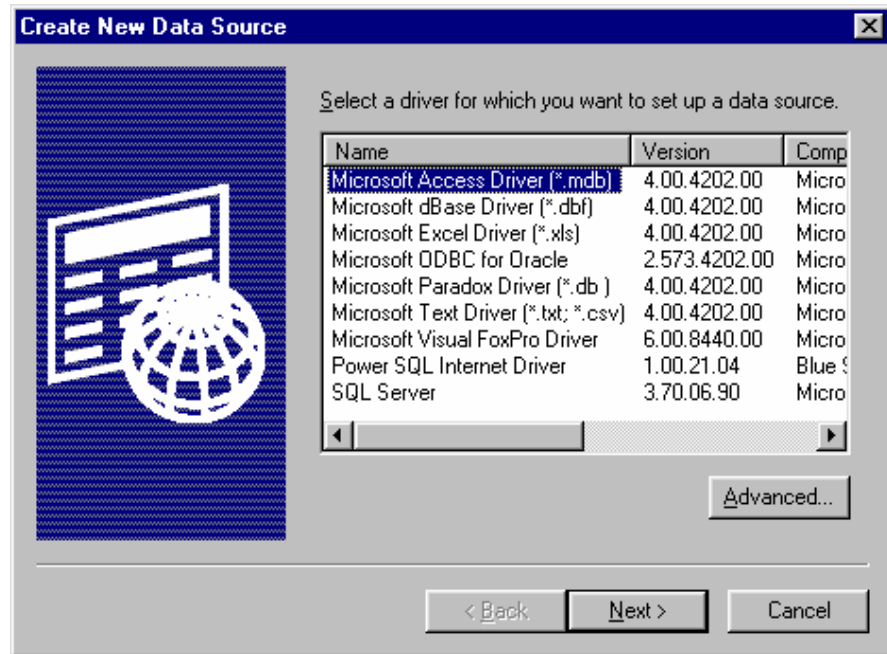 Create New Data Source
Select a driver for which you want to set up a data source.
Name Version Comp
Microsoft Access Driver (*.mdb) 4.00.4202.00 Micro
Microsoft dBase Driver (*.dbf) 4.00.4202.00 Micro
Microsoft Excel Driver (*.xls) 4.00.4202.00 Micro
Microsoft ODBC for Oracle 2.573.4202.00 Micro
Microsoft Paradox Driver (*.db ) 4.00.4202.00 Micro
Microsoft Text Driver (*.txt; *.csv) 4.00.4202.00 Micro
Microsoft Visual FoxPro Driver 6.00.8440.00 Micro
Power SQL Internet Driver 1.00.21.04 Blue S
SQL Server 3.70.06.90 Micro
Advanced...
< Back Next > Cancel